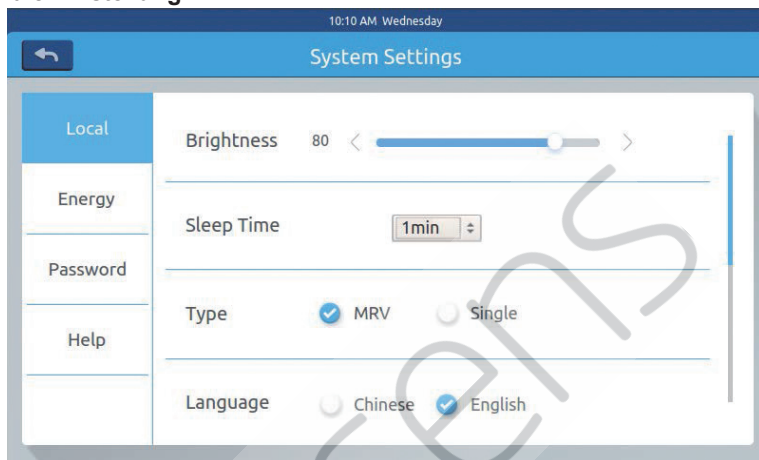 10:10 AM Wednesday
System Settings
Local
Brightness 80
Energy
Sleep Time 1min
Password
Type MRV Single
Help
Language Chinese English